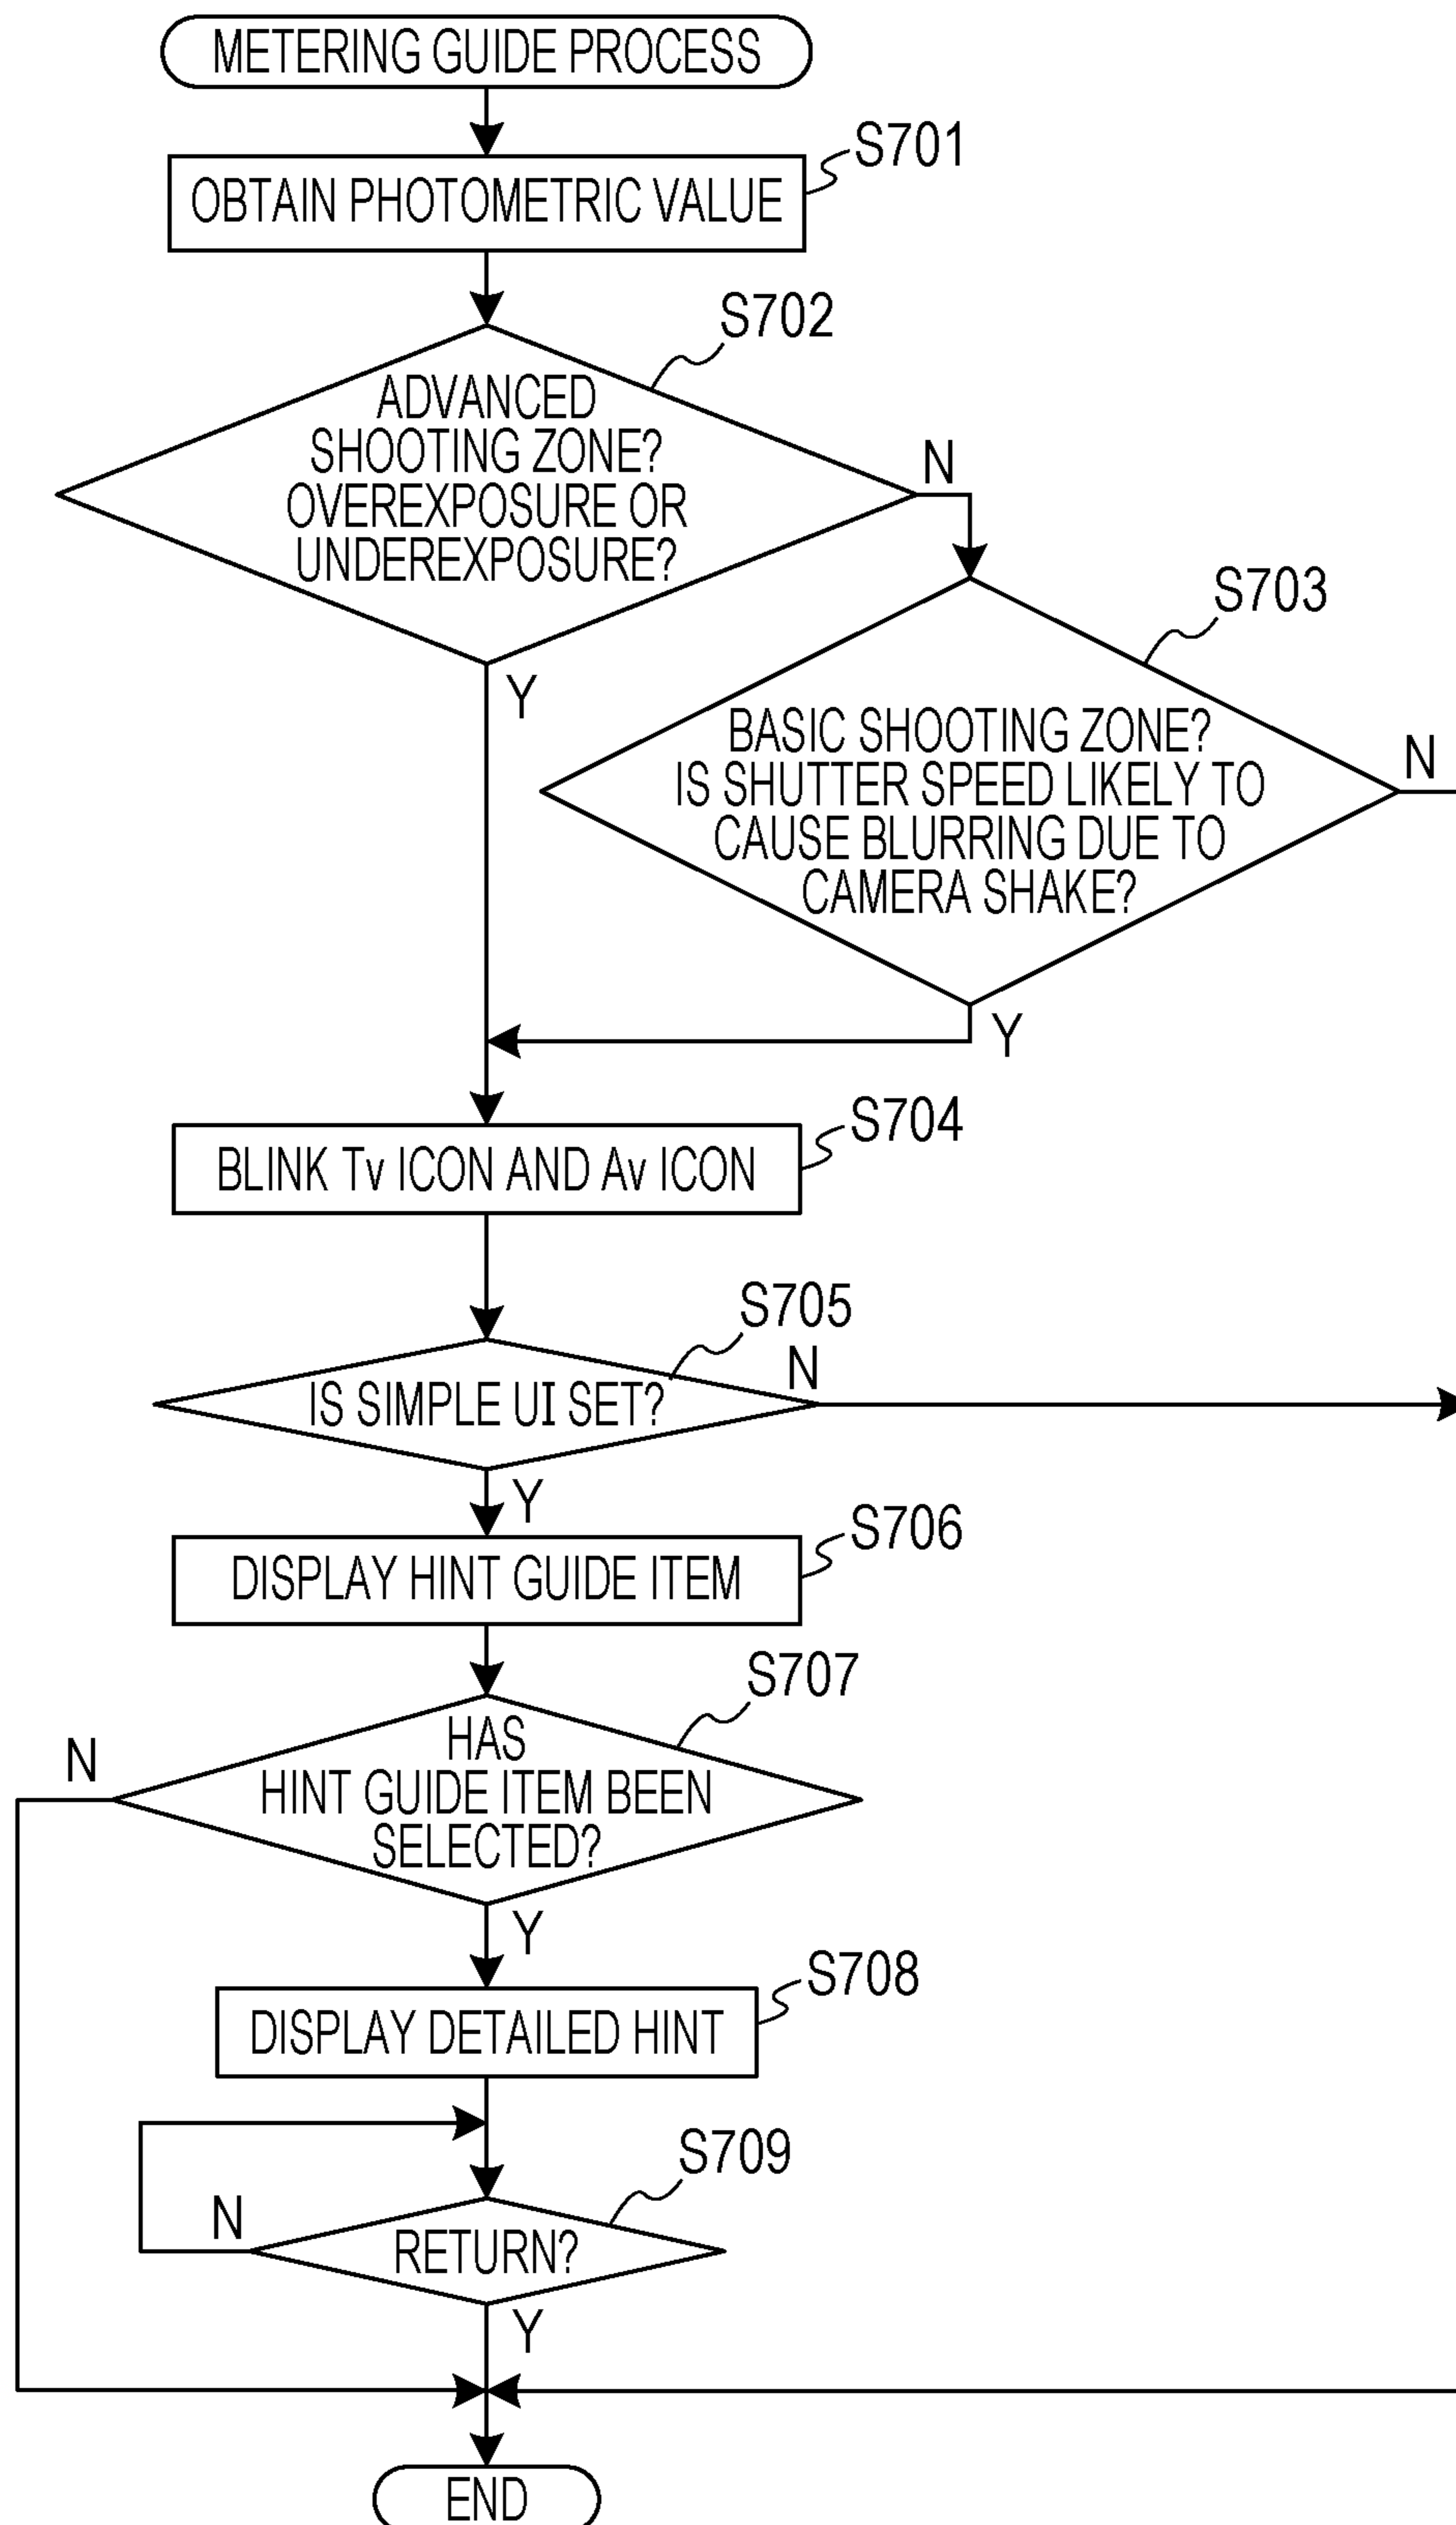 METERING GUIDE PROCESS
S701
OBTAIN PHOTOMETRIC VALUE
S702
ADVANCED
SHOOTING ZONE?
OVEREXPOSURE OR
UNDEREXPOSURE?
N
Y
S703
BASIC SHOOTING ZONE?
IS SHUTTER SPEED LIKELY TO
CAUSE BLURRING DUE TO
CAMERA SHAKE?
N
Y
S704
BLINK Tv ICON AND Av ICON
S705
IS SIMPLE UI SET?
N
Y
S706
DISPLAY HINT GUIDE ITEM
S707
HAS
HINT GUIDE ITEM BEEN
SELECTED?
N
Y
S708
DISPLAY DETAILED HINT
S709
RETURN?
N
Y
END